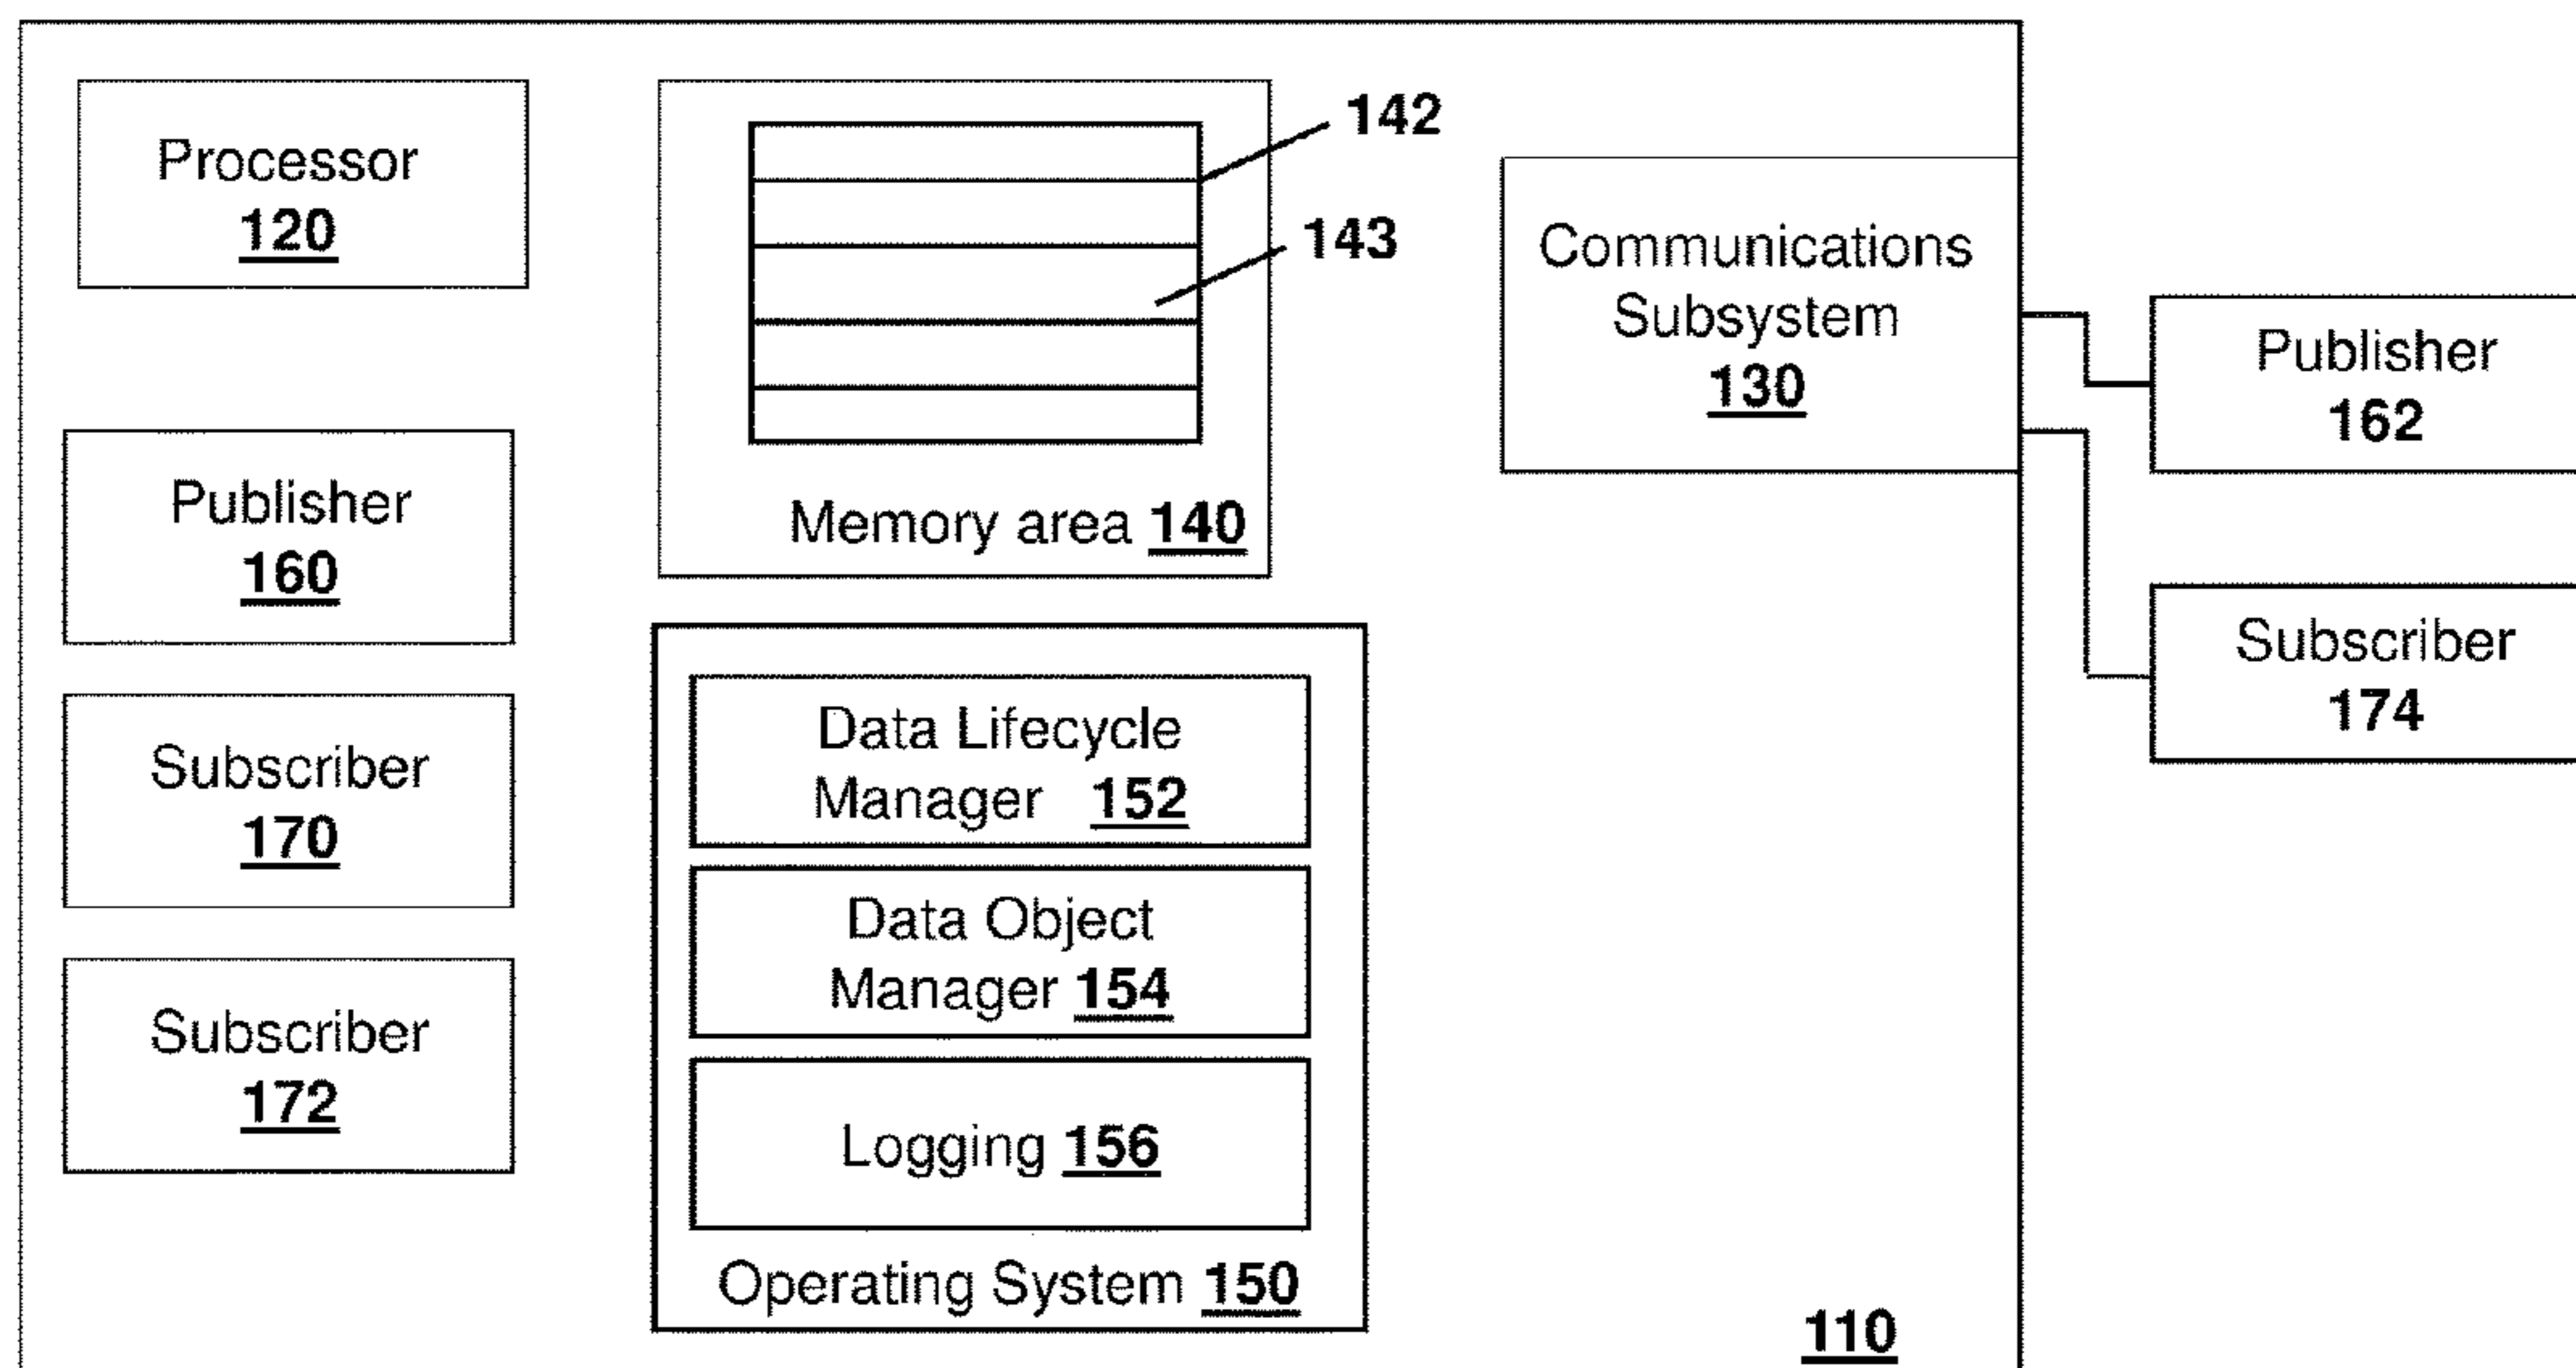 Processor
120
142
143
Communications
Subsystem
130
Publisher
162
Publisher
160
Memory area 140
Subscriber
174
Subscriber
170
Data Lifecycle
Manager 152
Data Object
Manager 154
Subscriber
172
Logging 156
Operating System 150
110